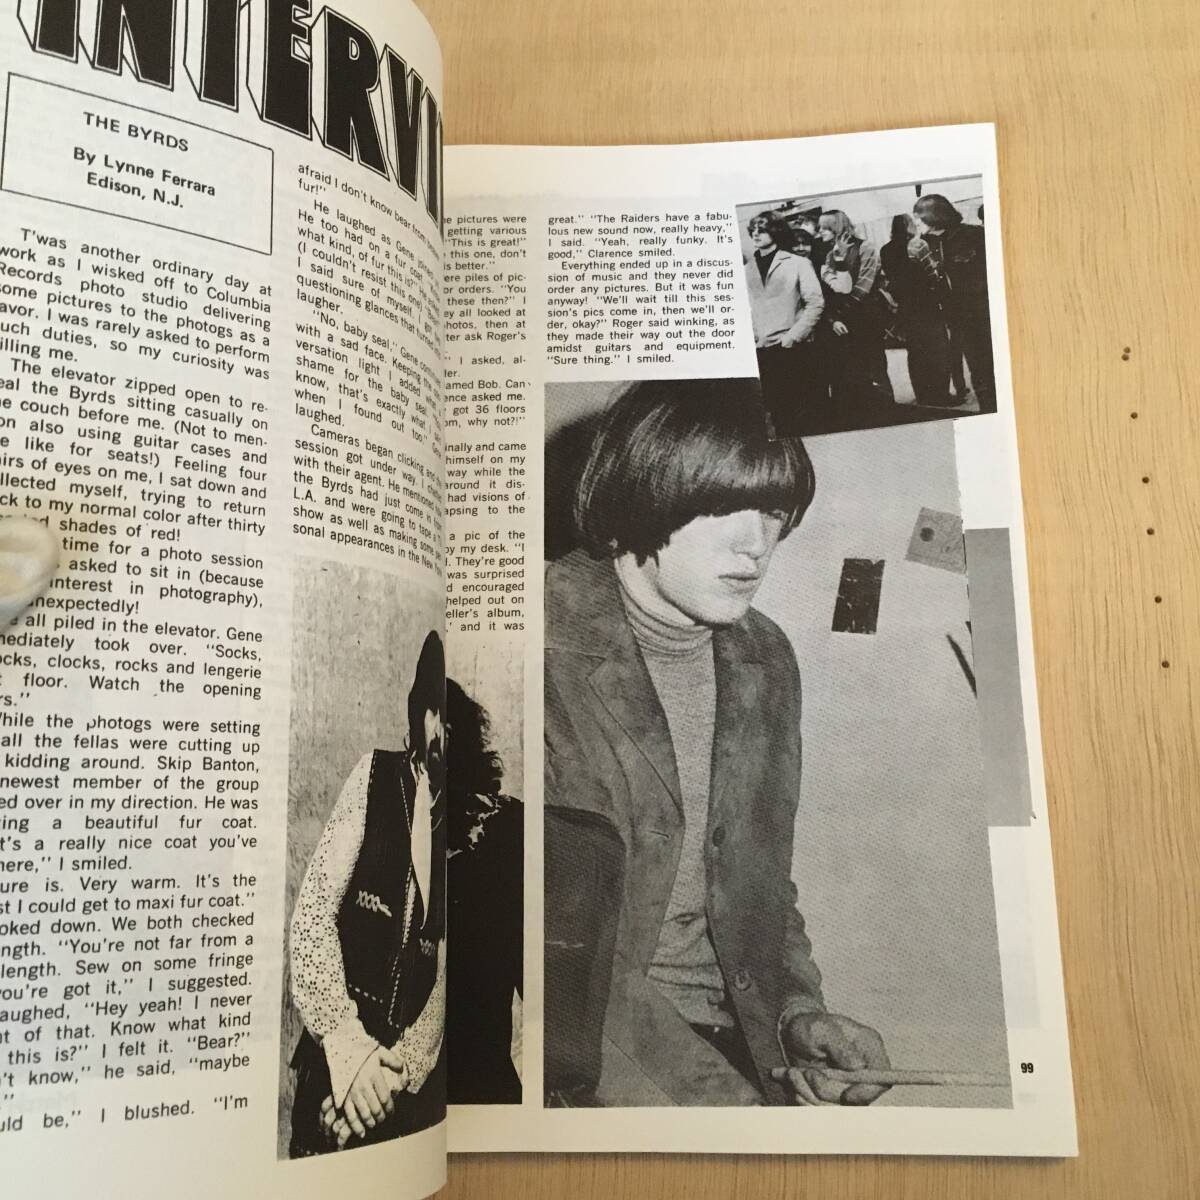 INTERVI
THE BYRDS
By Lynne Ferrara
Edison, N.J.
T'was another ordinary day at
work as I wisked off to Columbia
Records photo studio delivering
some pictures to the photogs as a
favor. I was rarely asked to perform
such duties, so my curiosity was
killing me.
The elevator zipped open to re-
veal the Byrds sitting casually on
the couch before me. (Not to men-
tion also using guitar cases and
like for seats!) Feeling four
pairs of eyes on me, I sat down and
collected myself, trying to return
back to my normal color after thirty
shades of red!
time for a photo session
asked to sit in (because
interest in photography),
unexpectedly!
all piled in the elevator. Gene
immediately took over. "Socks,
clocks, rocks and lengerie
floor. Watch the opening
While the photogs were setting
all the fellas were cutting up
kidding around. Skip Banton,
newest member of the group
over in my direction. He was
a beautiful fur coat.
a really nice coat you've
here," I smiled.
is. Very warm. It's the
I could get to maxi fur coat."
looked down. We both checked
length. "You're not far from a
length. Sew on some fringe
you're got it," I suggested.
laughed, "Hey yeah! I never
of that. Know what kind
this is?" I felt it. "Bear?"
know," he said, "maybe
be," I blushed. "I'm
afraid I don't know bear from
fur!"
He laughed as Gene joined
He too had on a fur coat
what kind, of fur this is?" He
(I couldn't resist this one) I
I said sure of myself. I got
questioning glances that turned
laugher.
"No, baby seal," Gene continued
with a sad face. Keeping the
versation light I added
shame for the baby seal
know, that's exactly what I said
when I found out too." Gene
laughed.
Cameras began clicking and the
session got under way. I
with their agent. He mentioned
the Byrds had just come in from
L.A. and were going to tape a
show as well as making some
sonal appearances in the New
pictures were
getting various
"This is great!"
this one, don't
is better."
were piles of pic-
or orders. "You
these then?" I
all looked at
photos, then at
ask Roger's
I asked, al-
named Bob. Can
Clarence asked me.
got 36 floors
why not?!"
finally and came
himself on my
way while the
around it dis-
had visions of
to the
a pic of the
by my desk. "I
They're good
was surprised
encouraged
helped out on
album,
and it was
great." "The Raiders have a fabu-
lous new sound now, really heavy,"
I said. "Yeah, really funky. It's
good," Clarence smiled.
Everything ended up in a discus-
sion of music and they never did
order any pictures. But it was fun
anyway! "We'll wait till this ses-
sion's pics come in, then we'll or-
der, okay?" Roger said winking, as
they made their way out the door
amidst guitars and equipment.
"Sure thing." I smiled.
99